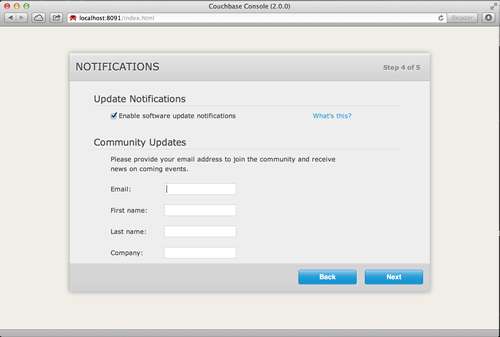 Couchbase Console (2.0.0)
localhost:8091/index.html
Reader
NOTIFICATIONS
Step 4 of 5
Update Notifications
Enable software update notifications
What's this?
Community Updates
Please provide your email address to join the community and receive
news on coming events.
Email:
First name:
Last name:
Company:
Back
Next